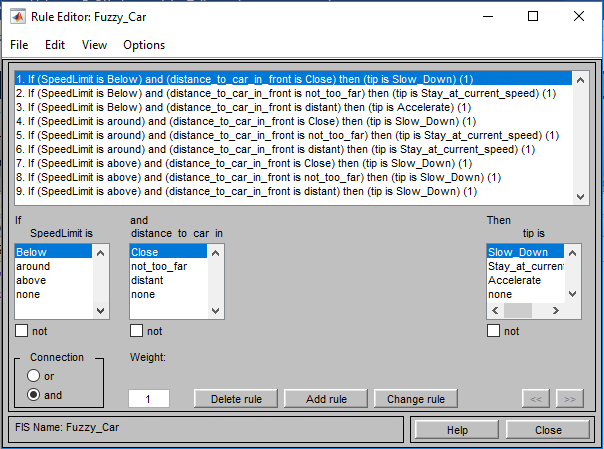 Rule Editor: Fuzzy_Car
File Edit View Options
1. If (SpeedLimit is Below) and (distance_to_car_in_front is Close) then (tip is Slow_Down) (1)
2. If (SpeedLimit is Below) and (distance_to_car_in_front is not_too_far) then (tip is Stay_at_current_speed) (1)
3. If (SpeedLimit is Below) and (distance_to_car_in_front is distant) then (tip is Accelerate) (1)
4. If (SpeedLimit is around) and (distance_to_car_in_front is Close) then (tip is Slow_Down) (1)
5. If (SpeedLimit is around) and (distance_to_car_in_front is not_too_far) then (tip is Stay_at_current_speed) (1)
6. If (SpeedLimit is around) and (distance_to_car_in_front is distant) then (tip is Stay_at_current_speed) (1)
7. If (SpeedLimit is above) and (distance_to_car_in_front is Close) then (tip is Slow_Down) (1)
8. If (SpeedLimit is above) and (distance_to_car_in_front is not_too_far) then (tip is Slow_Down) (1)
9. If (SpeedLimit is above) and (distance_to_car_in_front is distant) then (tip is Slow_Down) (1)
If
SpeedLimit is
Below
around
above
none
not
and
distance_to_car_in
Close
not_too_far
distant
none
not
Then
tip is
Slow_Down
Stay_at_current
Accelerate
none
not
Connection
or
and
Weight:
1
Delete rule
Add rule
Change rule
<<
>>
FIS Name: Fuzzy_Car
Help
Close